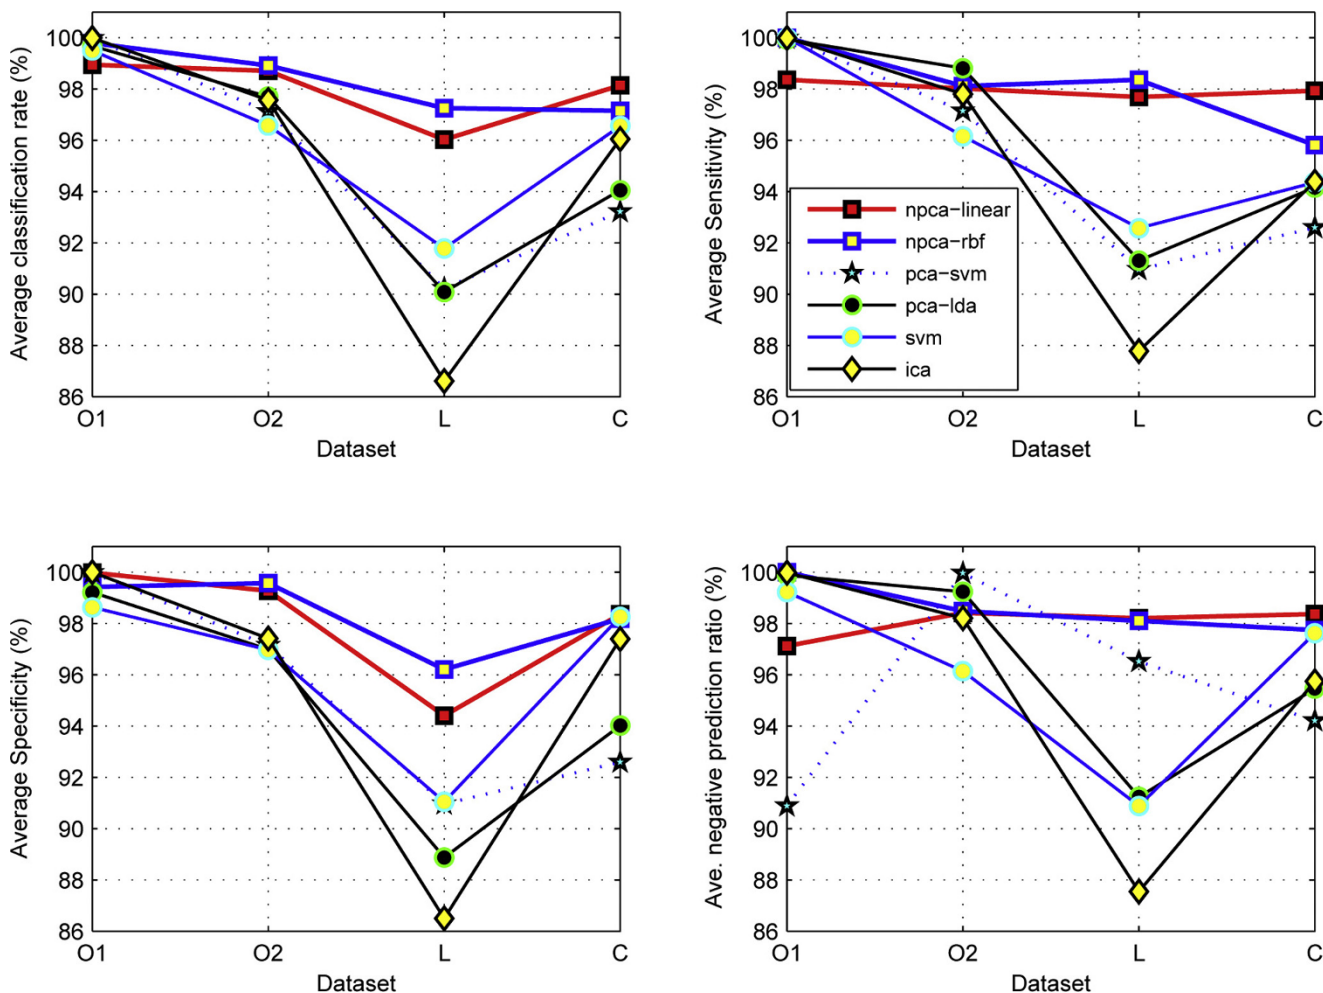 Average classification rate (%)
100
98
96
94
92
90
88
86
O1 O2 L C
Dataset
Average Sensitivity (%)
100
98
96
94
92
90
88
86
npca-linear
npca-rbf
pca-svm
pca-lda
svm
ica
O1 O2 L C
Dataset
Average Specificity (%)
100
98
96
94
92
90
88
86
O1 O2 L C
Dataset
Ave. negative prediction ratio (%)
100
98
96
94
92
90
88
86
O1 O2 L C
Dataset